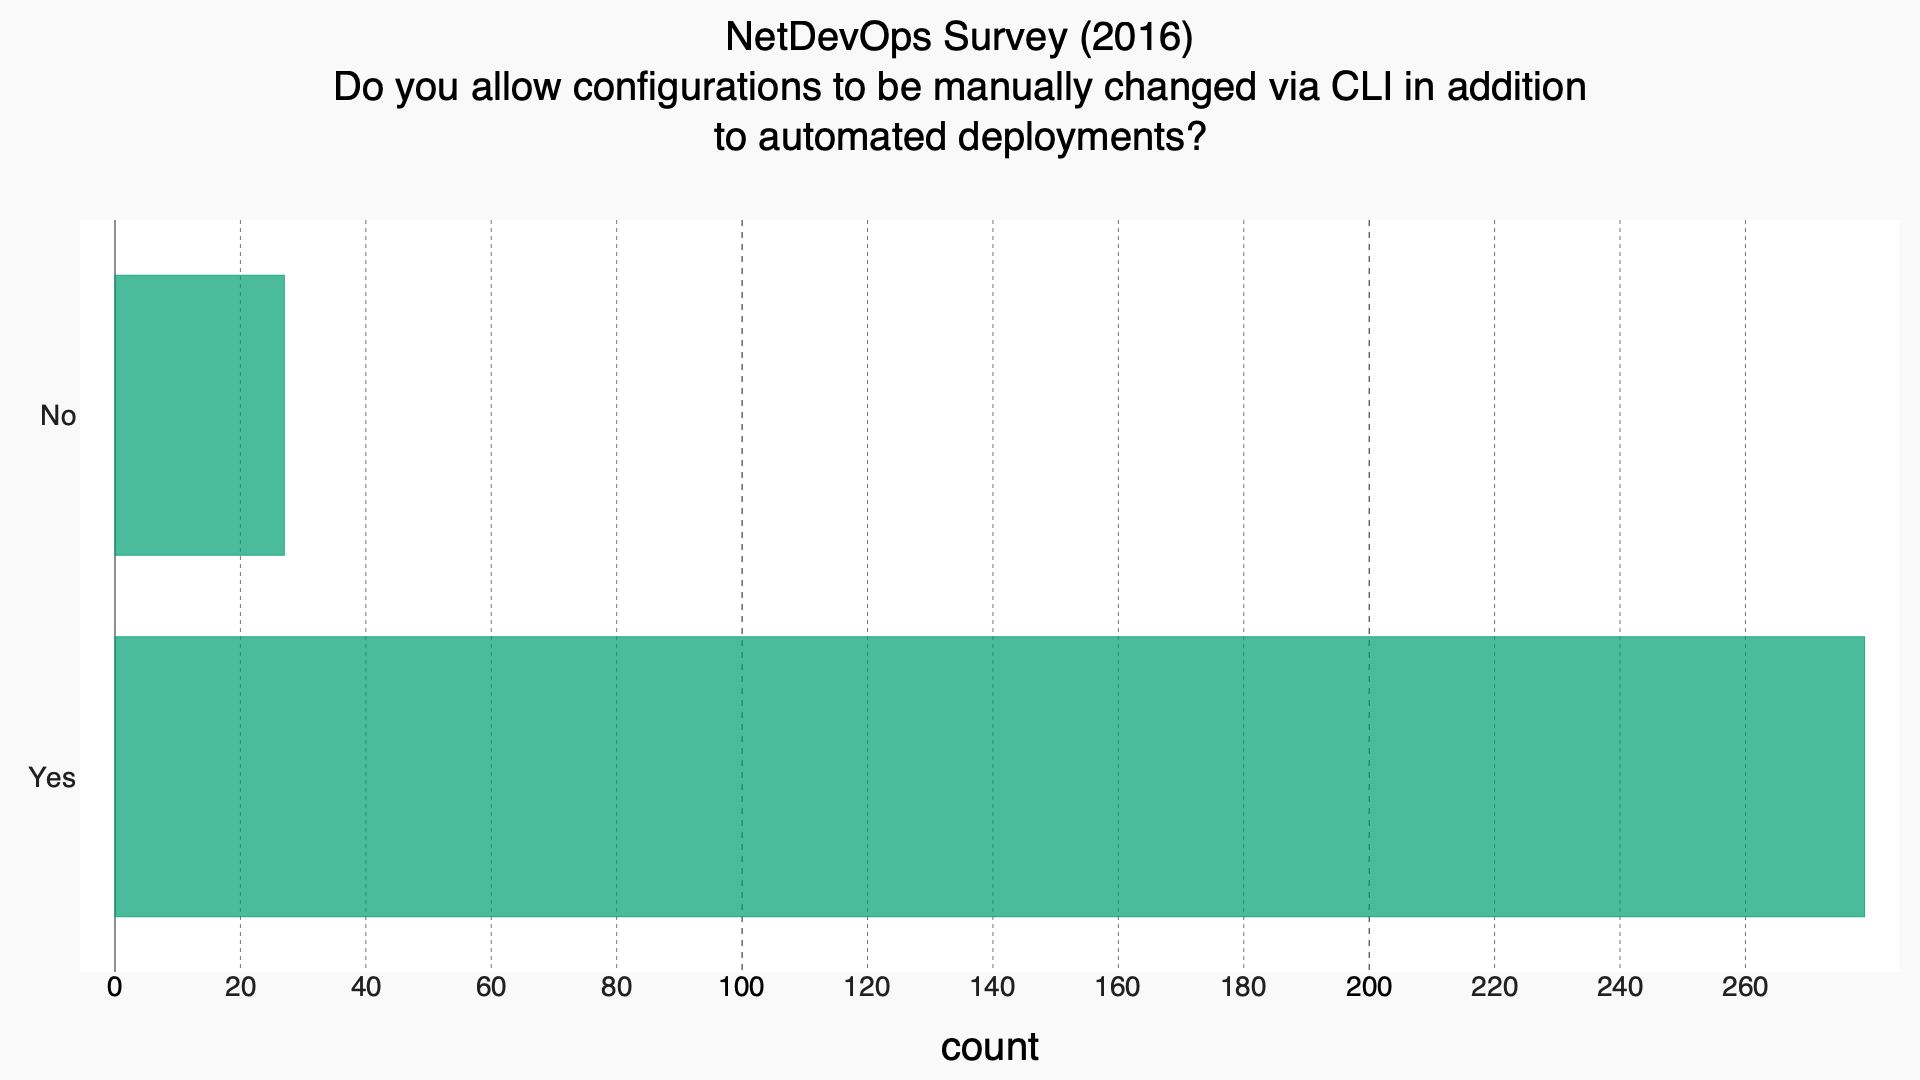 NetDevOps Survey (2016)
Do you allow configurations to be manually changed via CLI in addition
to automated deployments?
No
Yes
0 20 40 60 80 100 120 140 160 180 200 220 240 260
count